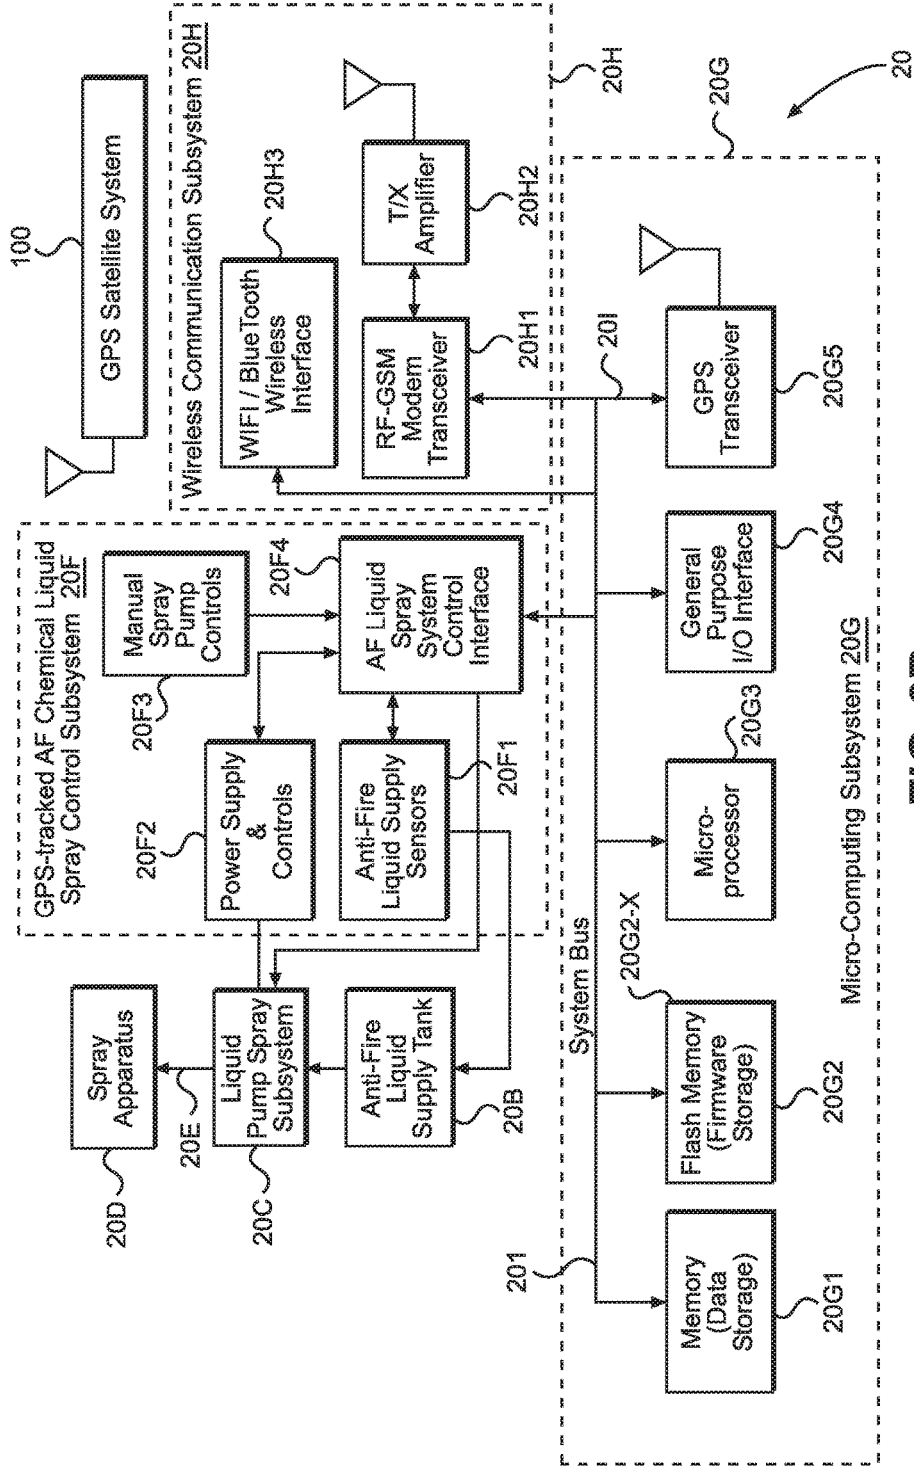 100
GPS Satellite System
Wireless Communication Subsystem 20H
WIFI / BlueTooth
Wireless
Interface
20H3
RF-GSM
Modem
Transceiver
20H1
T/X
Amplifier
20H2
20H
GPS-tracked AF Chemical Liquid
Spray Control Subsystem 20F
Manual
Spray
Pump
Controls
20F3
20F4
AF Liquid
Spray
System
Control
Interface
20F2
Power Supply
&
Controls
Anti-Fire
Liquid Supply
Sensors
20F1
Spray
Apparatus
20D
20E
Liquid
Pump Spray
Subsystem
20C
Anti-Fire
Liquid
Supply Tank
20B
System Bus
201
20I
20G
20
Memory
(Data
Storage)
20G1
20G2-X
Flash Memory
(Firmware
Storage)
20G2
Micro-
processor
20G3
General
Purpose
I/O Interface
20G4
GPS
Transceiver
20G5
Micro-Computing Subsystem 20G